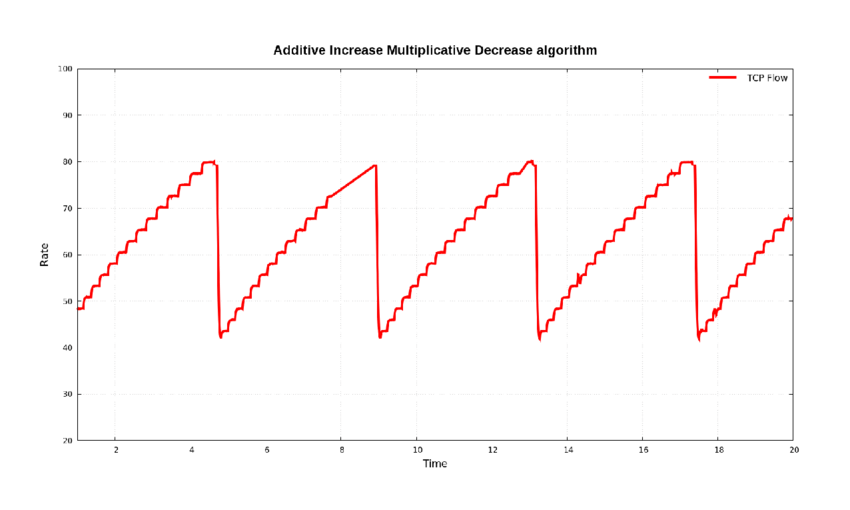 Additive Increase Multiplicative Decrease algorithm
TCP Flow
100
90
80
70
60
50
40
30
20
Rate
2 4 6 8 10 12 14 16 18 20
Time